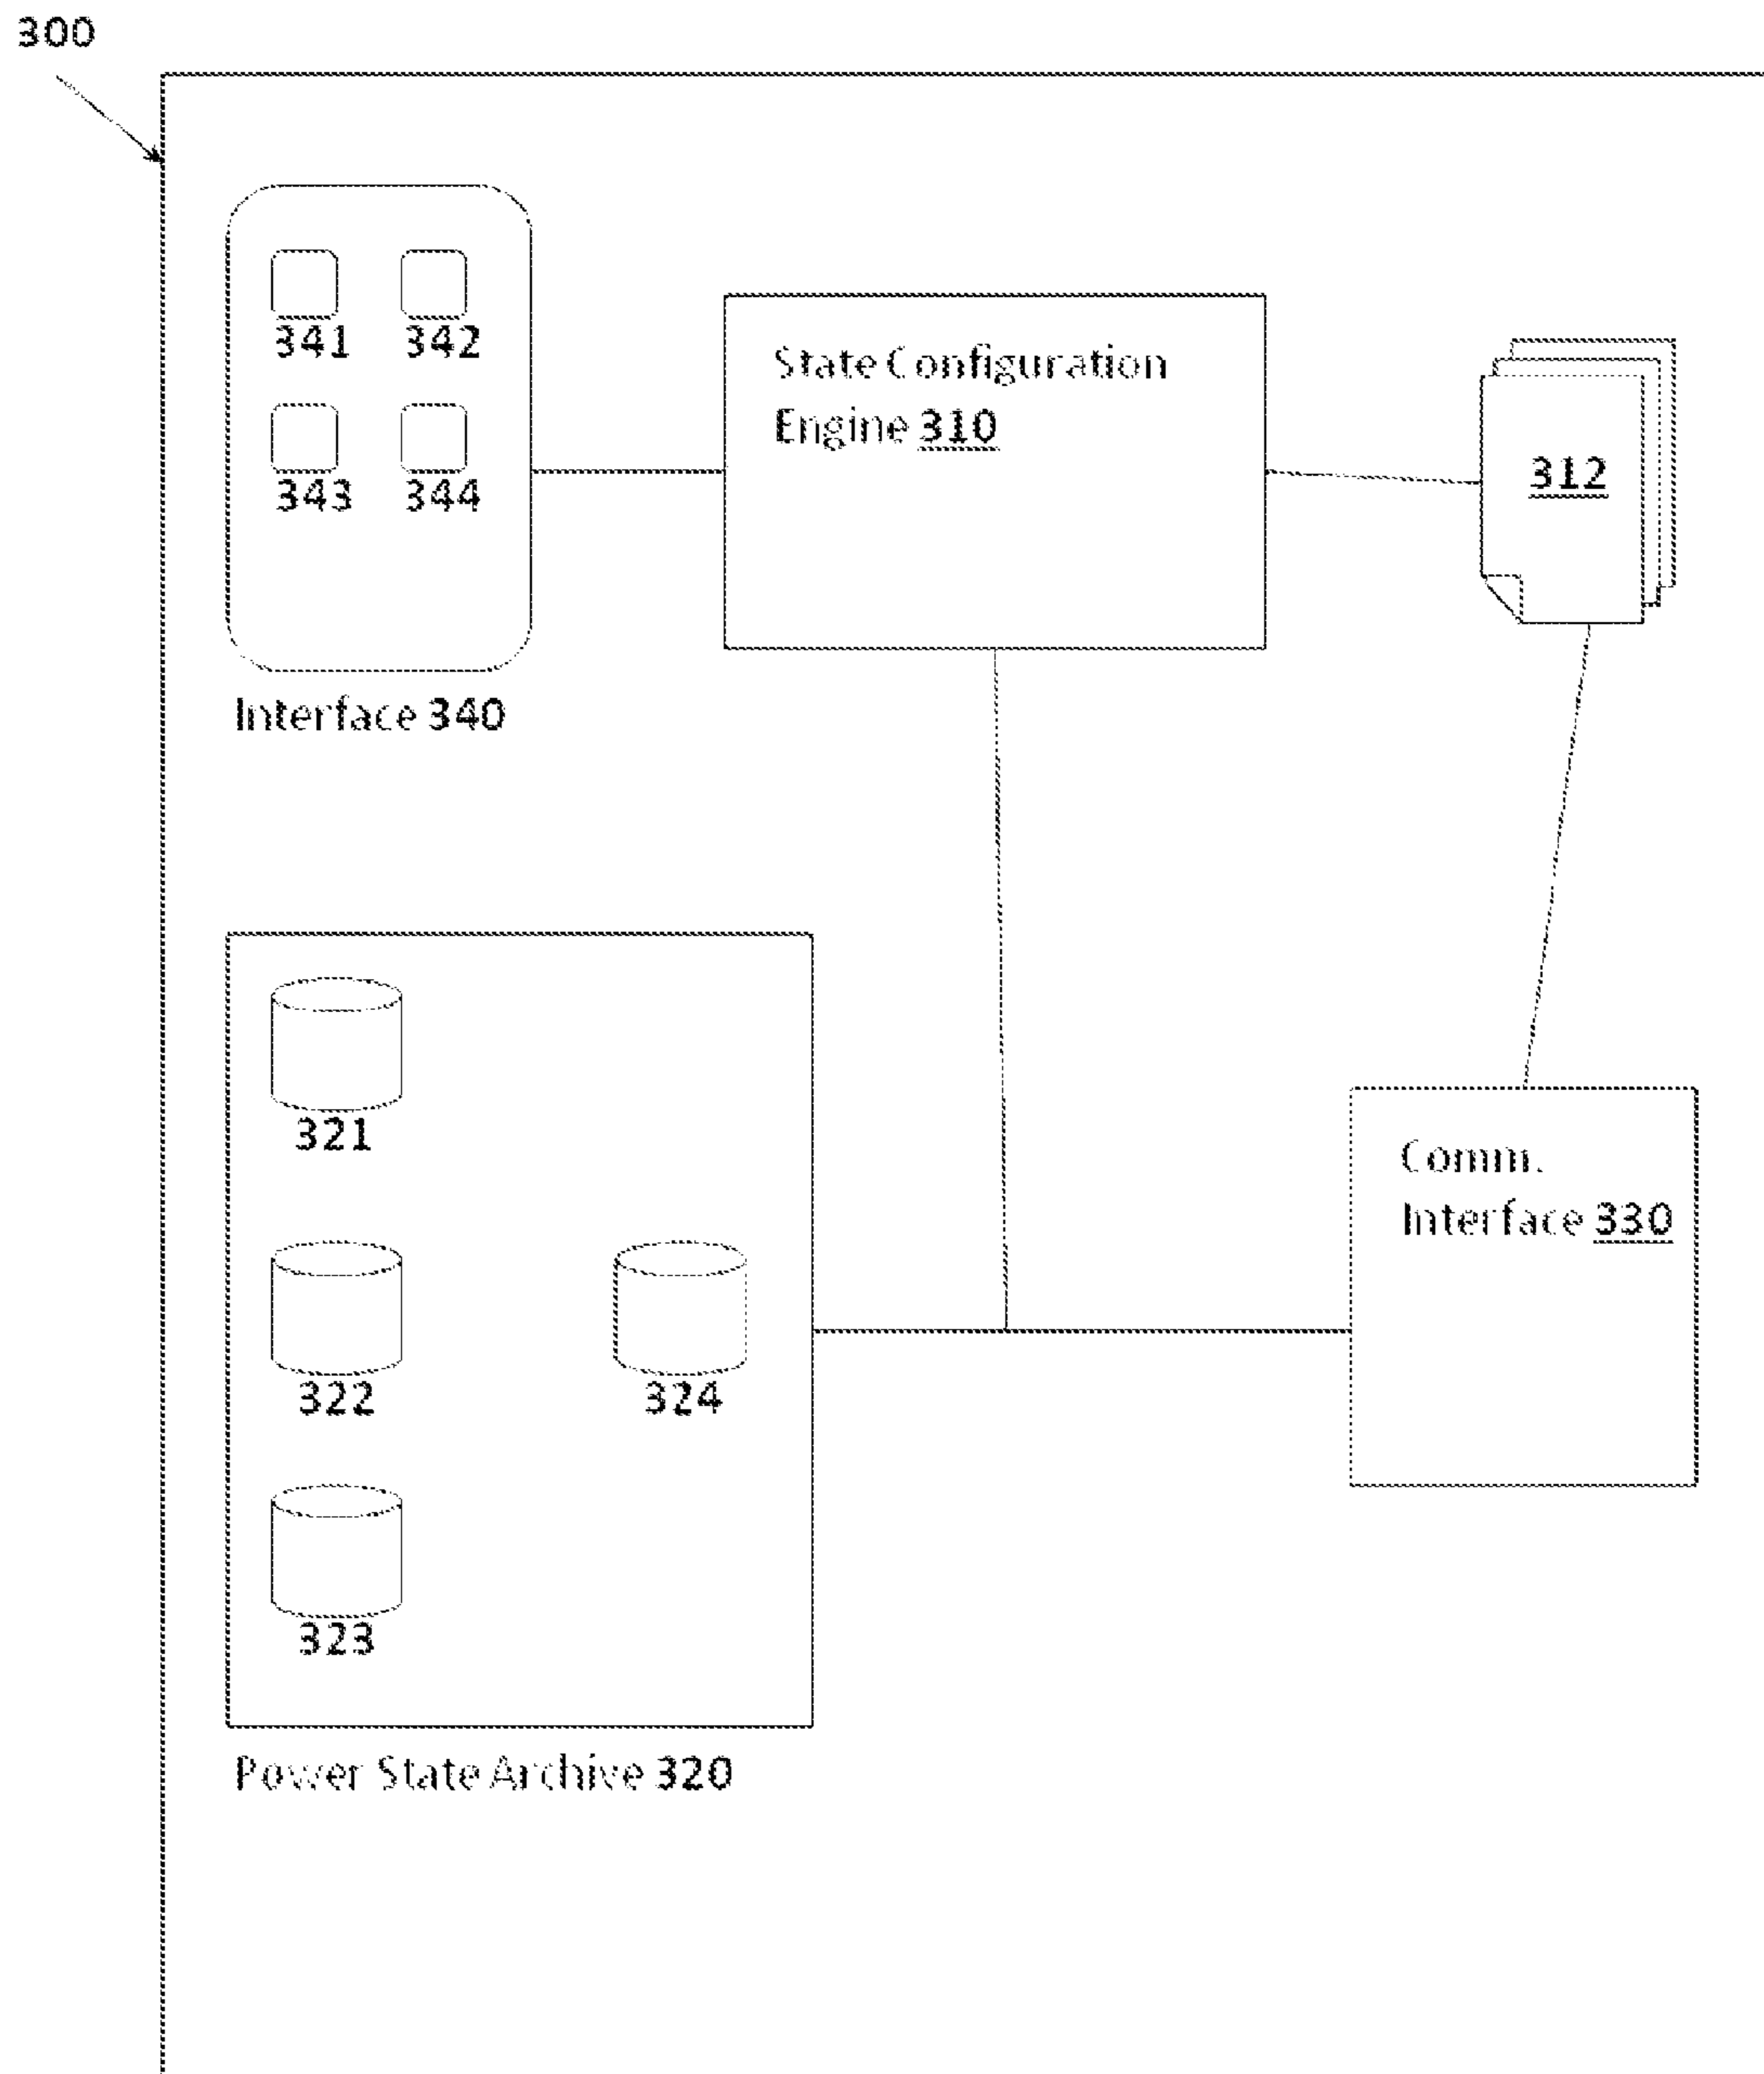 300
341 342
343 344
Interface 340
State Configuration
Engine 310
312
321
322
324
323
Power State Archive 320
Comm.
Interface 330